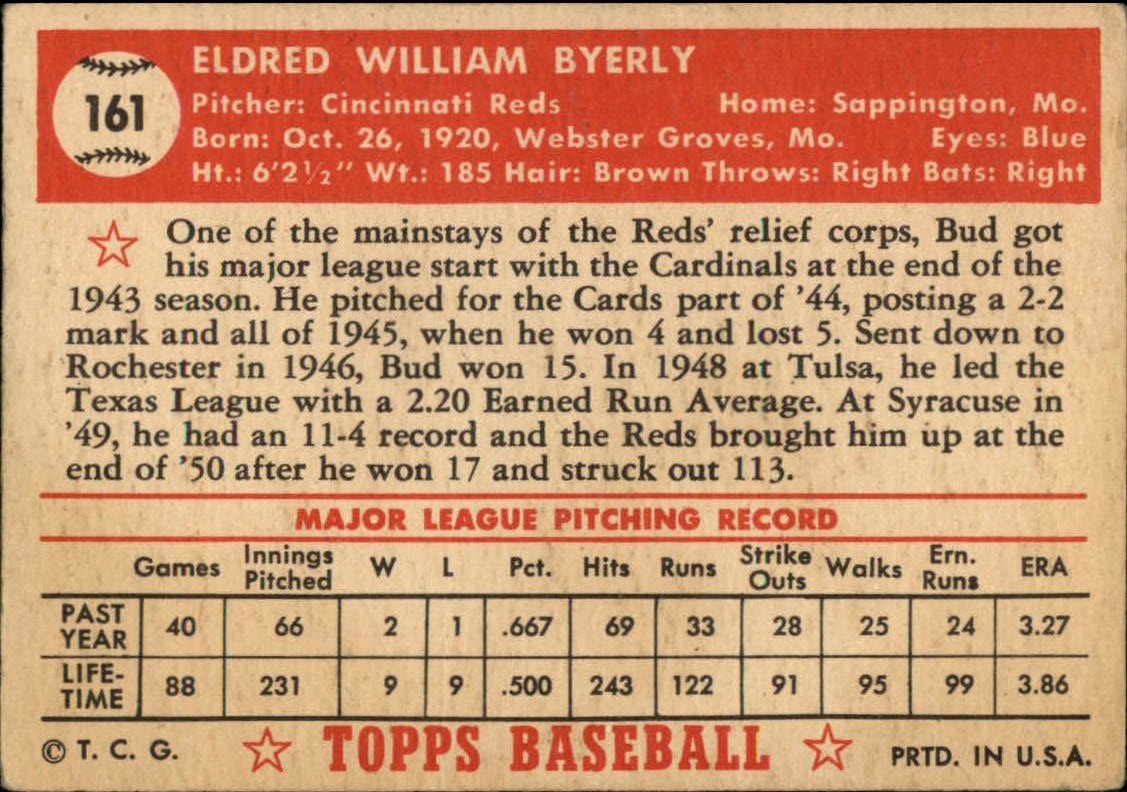 161
ELDRED WILLIAM BYERLY
Pitcher: Cincinnati Reds Home: Sappington, Mo.
Born: Oct. 26, 1920, Webster Groves, Mo. Eyes: Blue
Ht.: 6'2½" Wt.: 185 Hair: Brown Throws: Right Bats: Right
One of the mainstays of the Reds' relief corps, Bud got
his major league start with the Cardinals at the end of the
1943 season. He pitched for the Cards part of '44, posting a 2-2
mark and all of 1945, when he won 4 and lost 5. Sent down to
Rochester in 1946, Bud won 15. In 1948 at Tulsa, he led the
Texas League with a 2.20 Earned Run Average. At Syracuse in
'49, he had an 11-4 record and the Reds brought him up at the
end of '50 after he won 17 and struck out 113.
MAJOR LEAGUE PITCHING RECORD
Games Innings Pitched W L Pct. Hits Runs Strike Outs Walks Ern. Runs ERA
PAST YEAR 40 66 2 1 .667 69 33 28 25 24 3.27
LIFE-TIME 88 231 9 9 .500 243 122 91 95 99 3.86
© T. C. G. TOPPS BASEBALL PRTD. IN U.S.A.